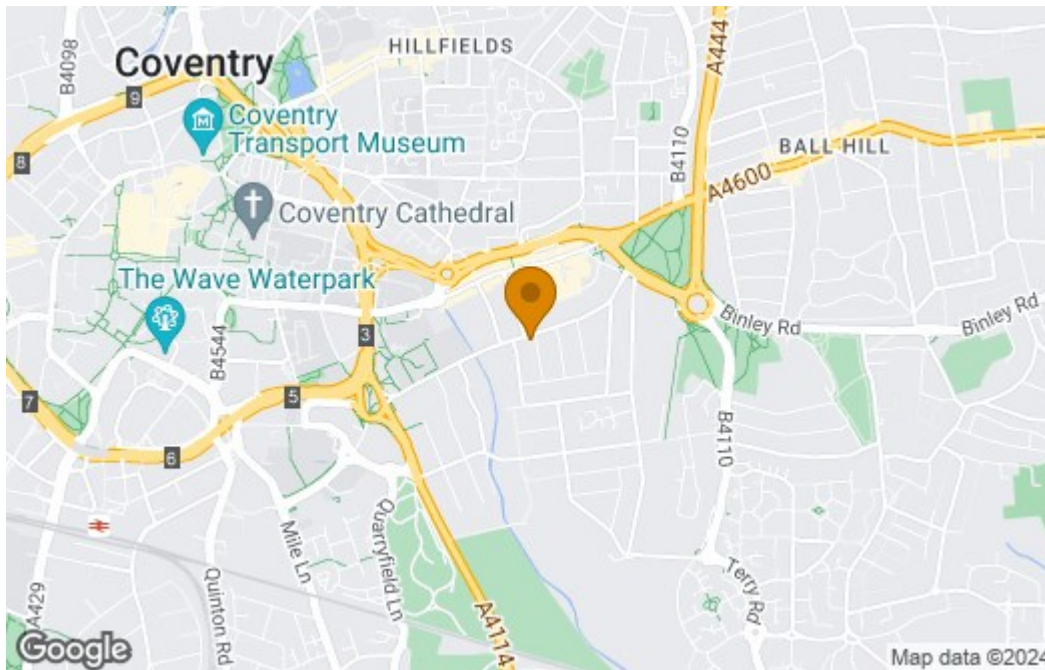 HILLFIELDS
A444
B4098
Coventry
9
Coventry
Transport Museum
8
B4110
BALL HILL
A4600
Coventry Cathedral
The Wave Waterpark
B4544
3
Binley Rd
Binley Rd
5
7
6
B4110
Quarryfield Ln
Mile Ln
Quinton Rd
Terry Rd
A429
A4114
Google
Map data ©2024